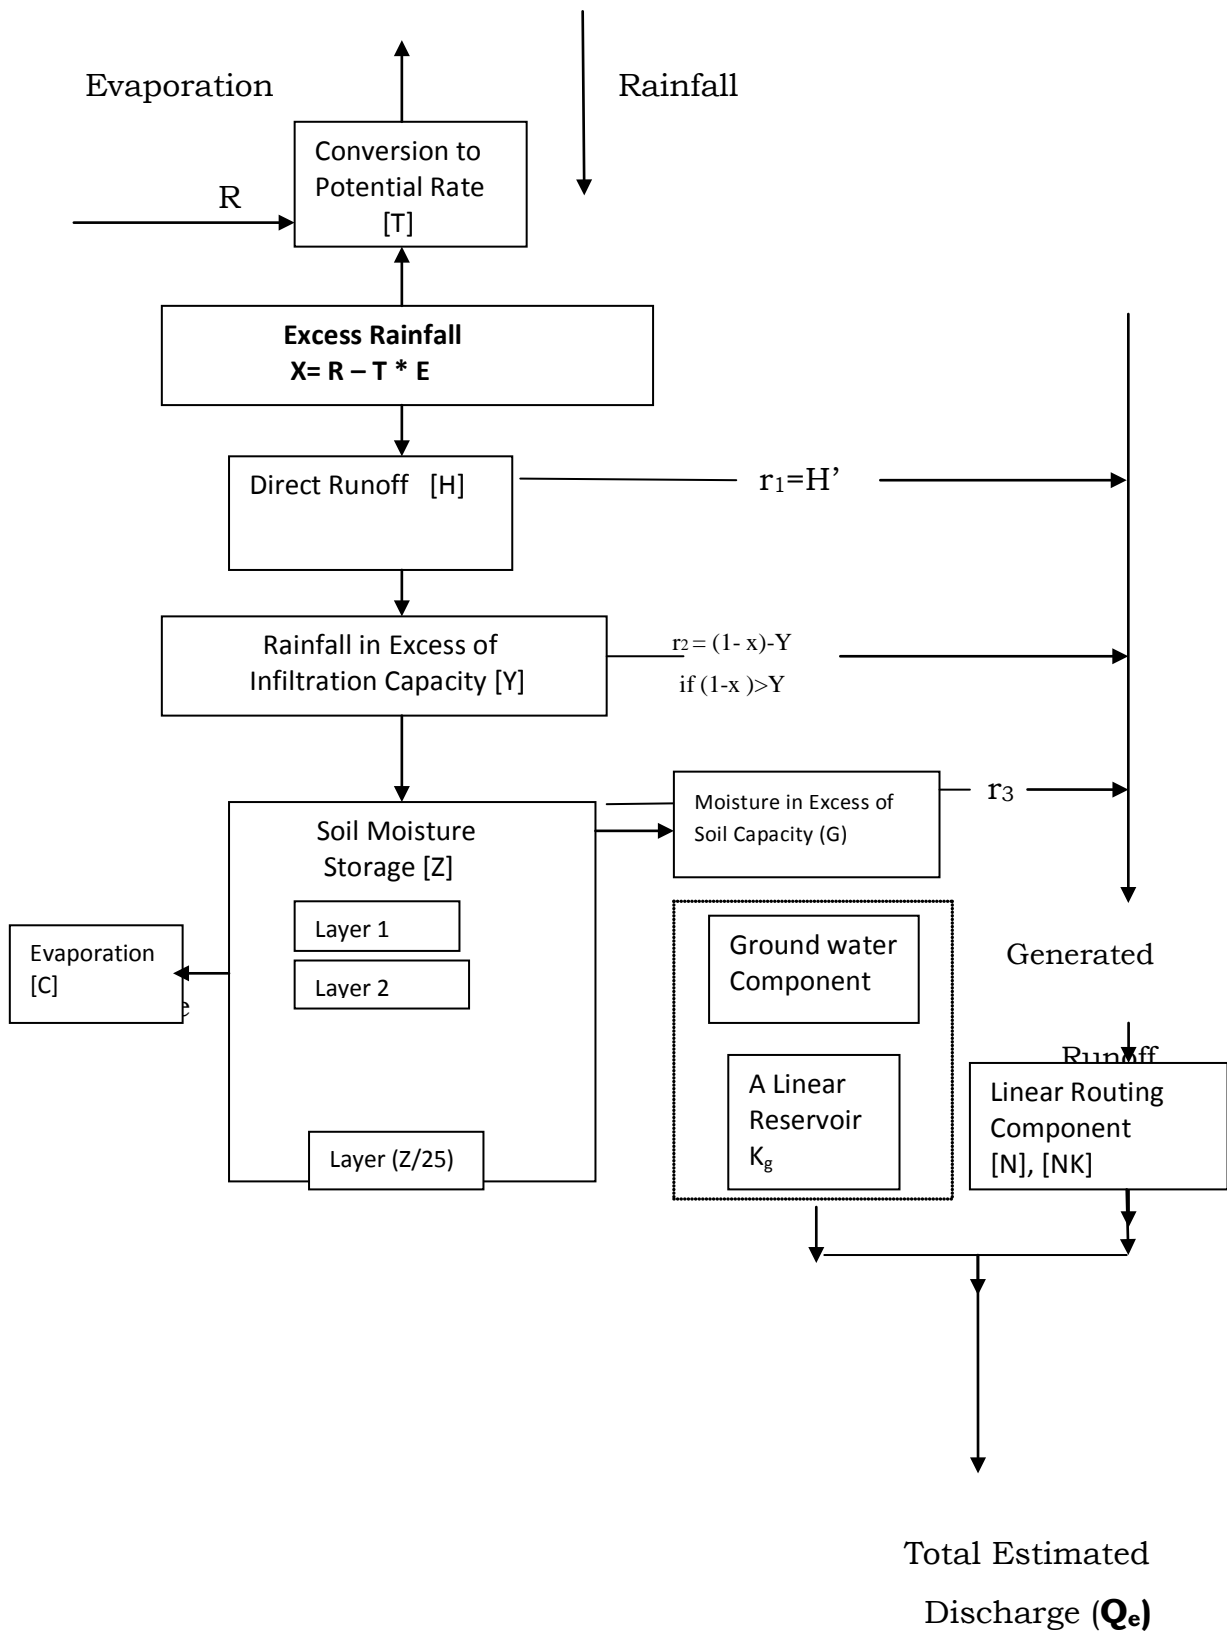 Evaporation
Rainfall
Conversion to
Potential Rate
[T]
R
Excess Rainfall
X= R – T * E
Direct Runoff [H]
r₁=H’
Rainfall in Excess of
Infiltration Capacity [Y]
r₂ = (1- x)-Y
if (1-x )>Y
Soil Moisture
Storage [Z]
Moisture in Excess of
Soil Capacity (G)
r₃
Layer 1
Layer 2
Layer (Z/25)
Evaporation
[C]
e
Ground water
Component
A Linear
Reservoir
Kg
Generated
Runoff
Linear Routing
Component
[N], [NK]
Total Estimated
Discharge (Qₑ)